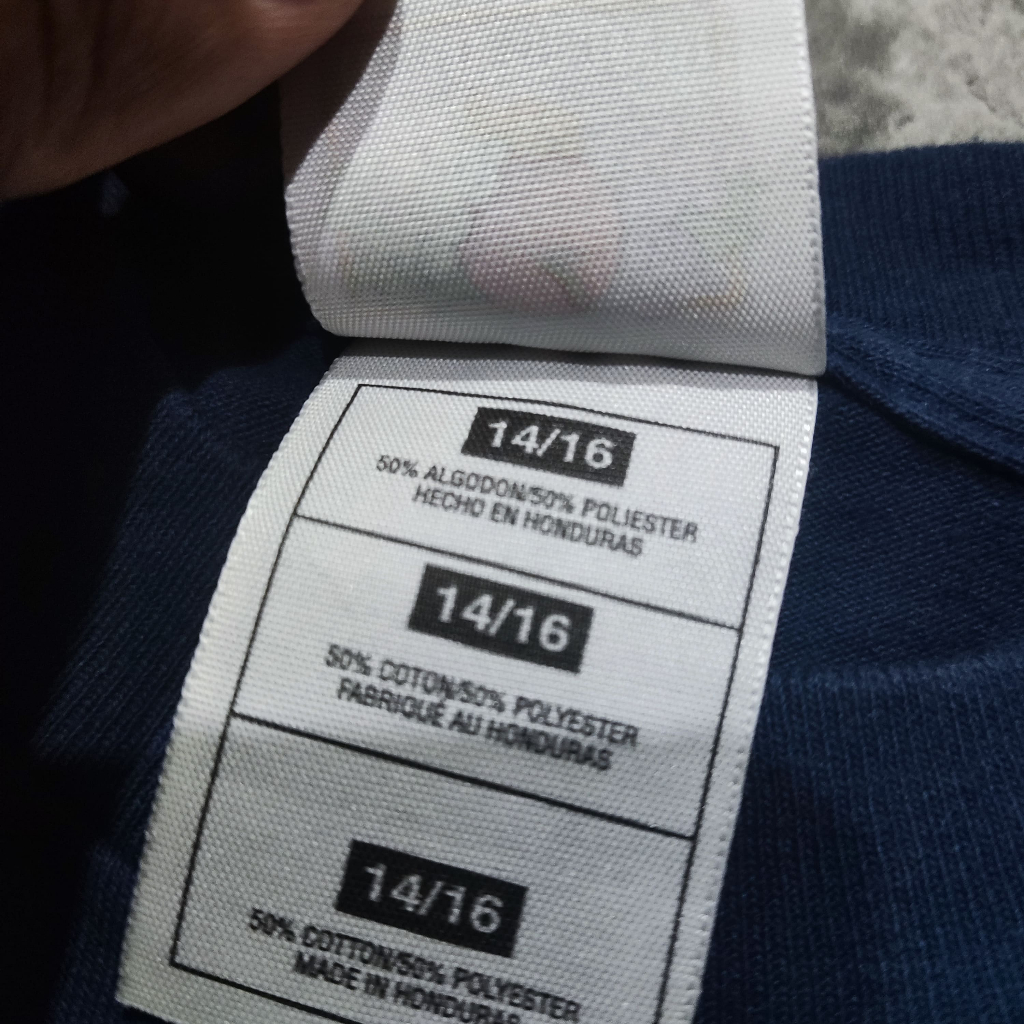 14/16
50% ALGODON/50% POLIESTER
HECHO EN HONDURAS
14/16
50% COTON/50% POLYESTER
FABRIQUÉ AU HONDURAS
14/16
50% COTTON/50% POLYESTER
MADE IN HONDURAS